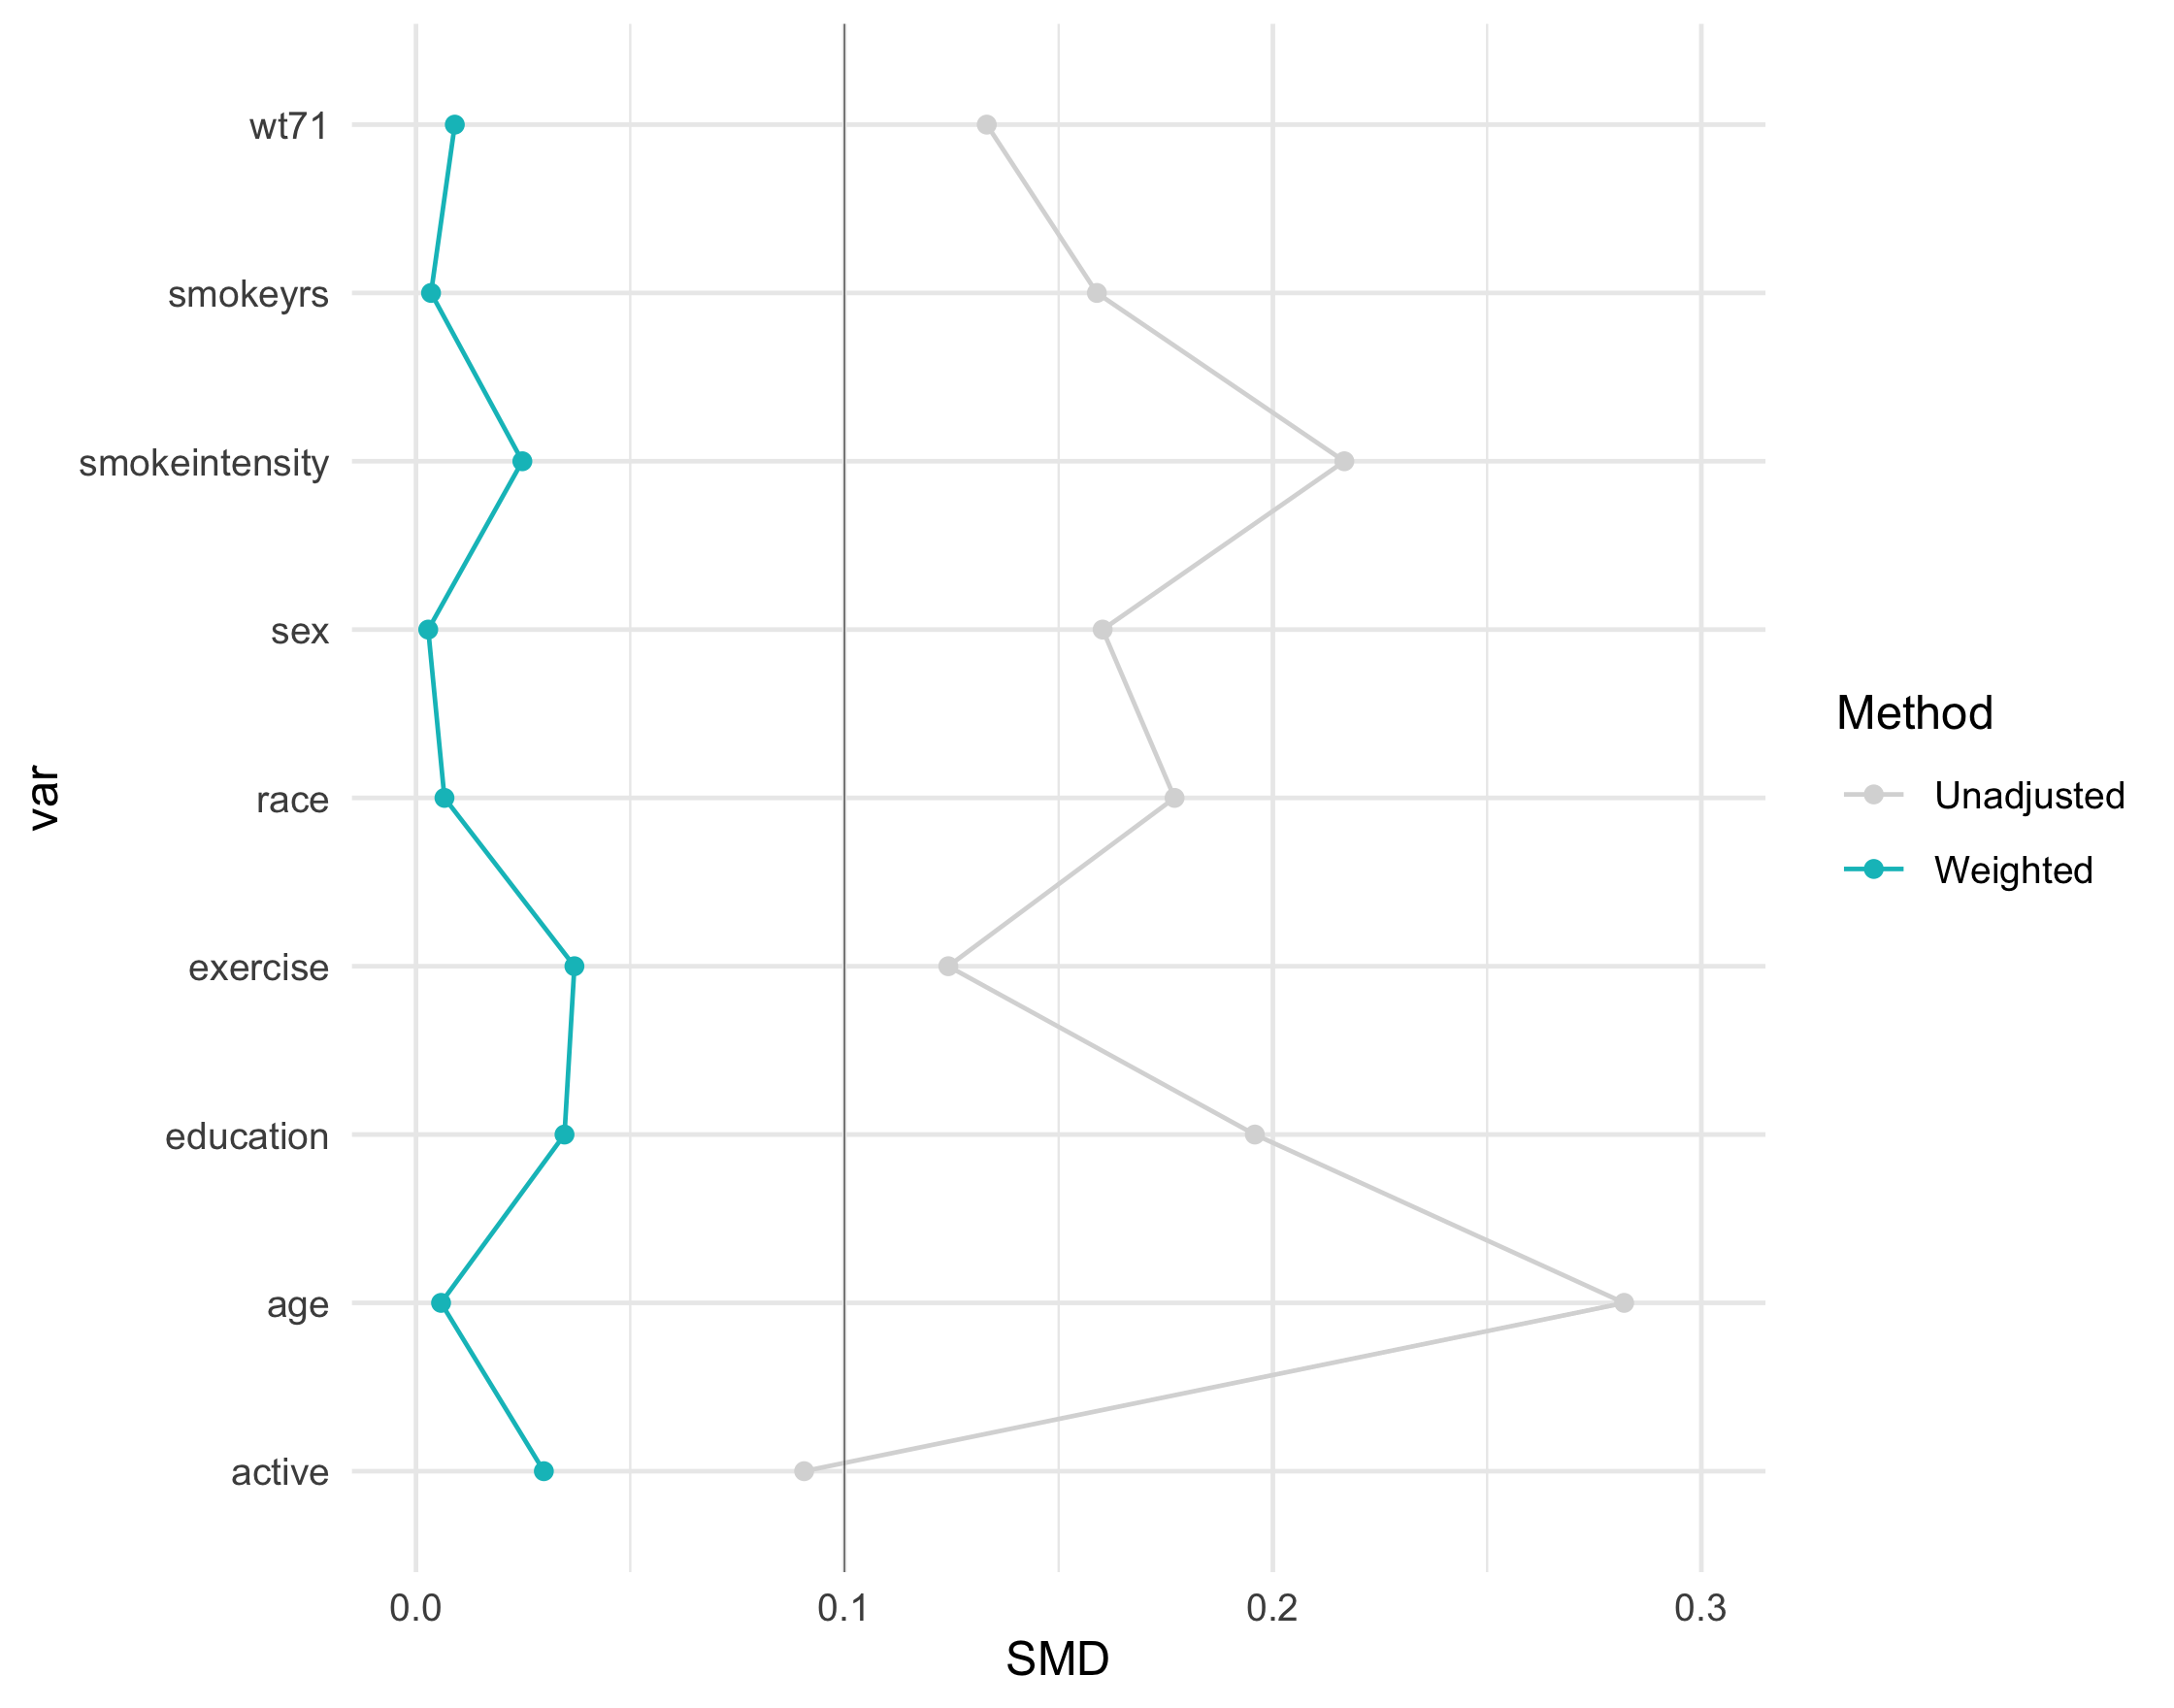 wt71
smokeyrs
smokeintensity
sex
race
exercise
education
age
active
var
0.0 0.1 0.2 0.3
SMD
Method
Unadjusted
Weighted